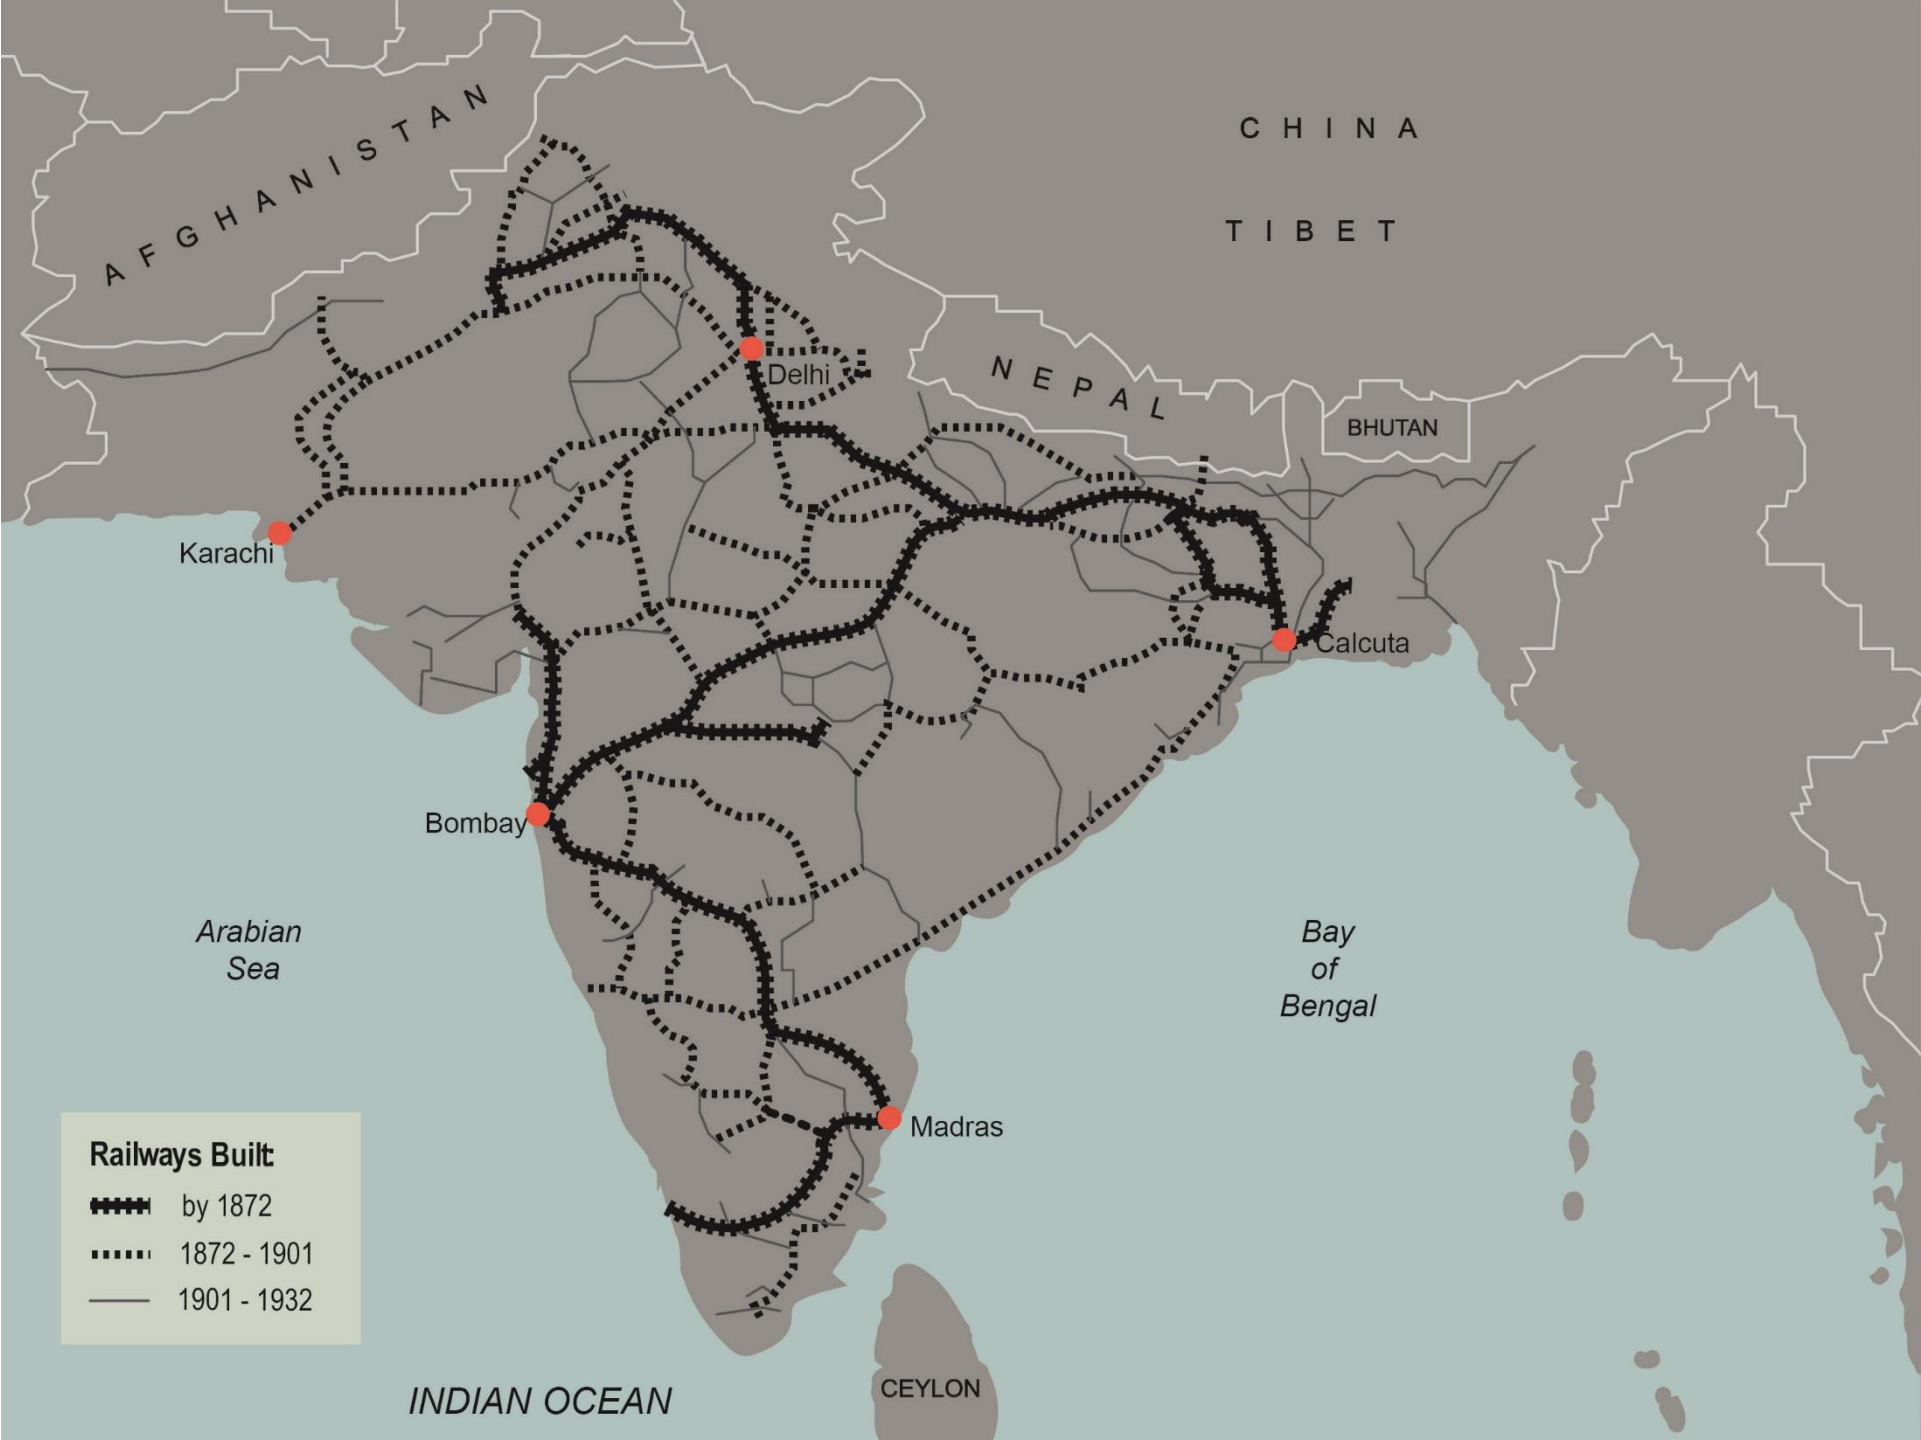 AFGHANISTAN
CHINA
TIBET
NEPAL
BHUTAN
Delhi
Karachi
Calcuta
Bombay
Arabian
Sea
Bay
of
Bengal
Madras
Railways Built:
by 1872
1872 - 1901
1901 - 1932
INDIAN OCEAN
CEYLON